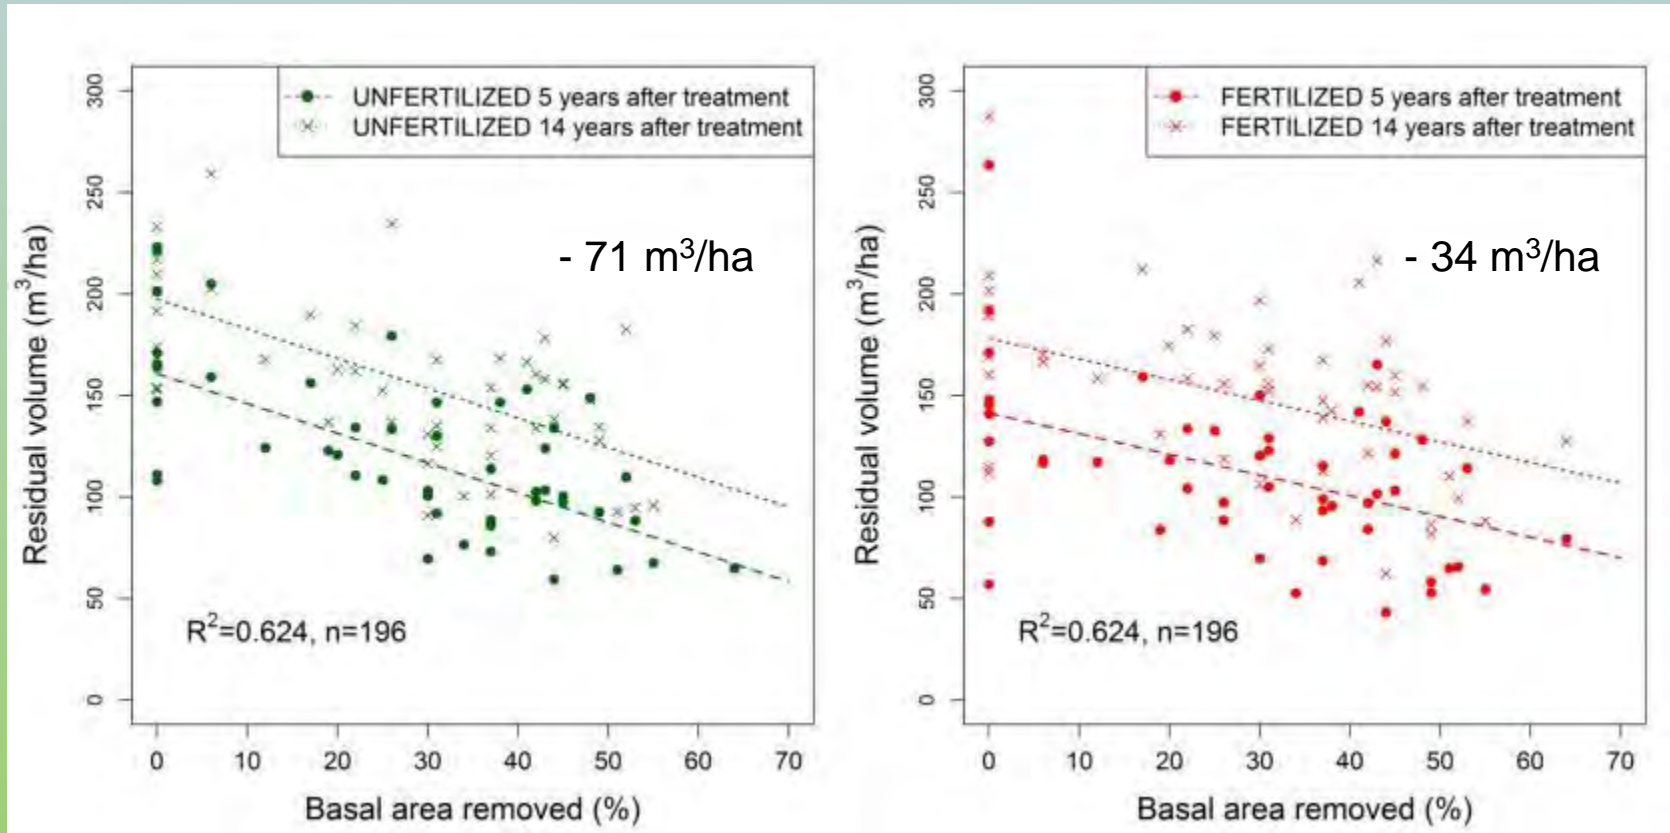 UNFERTILIZED 5 years after treatment
UNFERTILIZED 14 years after treatment
- 71 m³/ha
R²=0.624, n=196
Residual volume (m³/ha)
300
250
200
150
100
50
0
0 10 20 30 40 50 60 70
Basal area removed (%)
FERTILIZED 5 years after treatment
FERTILIZED 14 years after treatment
- 34 m³/ha
R²=0.624, n=196
Residual volume (m³/ha)
300
250
200
150
100
50
0
0 10 20 30 40 50 60 70
Basal area removed (%)